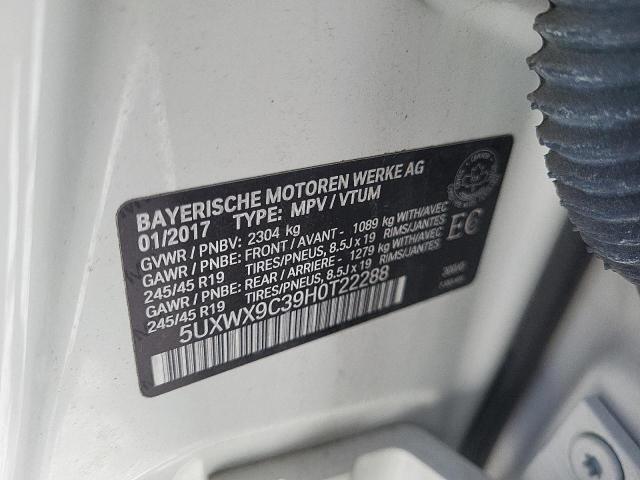 BAYERISCHE MOTOREN WERKE AG
01/2017 TYPE: MPV / VTUM
GVWR / PNBV: 2304 kg
GAWR / PNBE: FRONT / AVANT - 1089 kg WITH/AVEC
245/45 R19 TIRES/PNEUS, 8.5J x 19 RIMS/JANTES
GAWR / PNBE: REAR / ARRIERE - 1279 kg WITH/AVEC
245/45 R19 TIRES/PNEUS, 8.5J x 19 RIMS/JANTES
EC
5UXWX9C39H0T22288